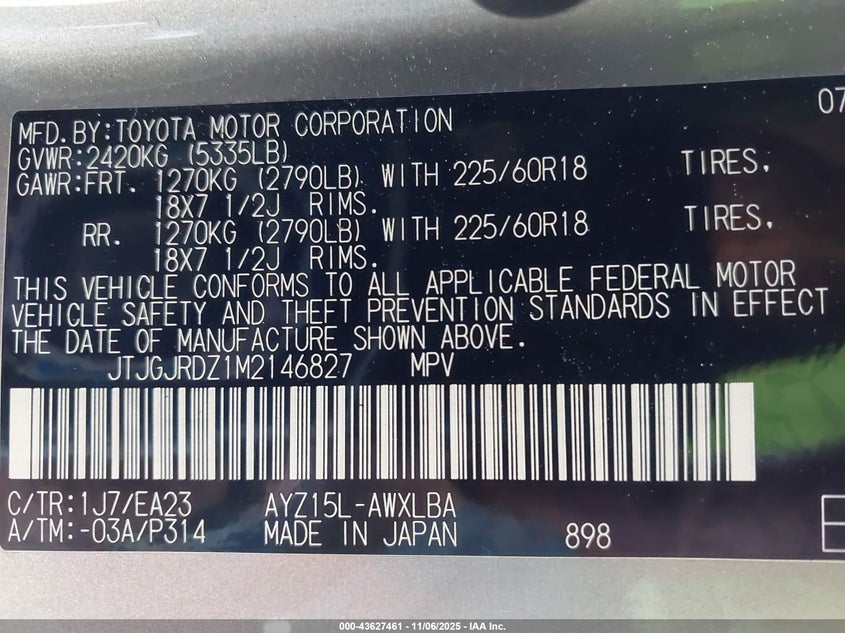 07
MFD.BY:TOYOTA MOTOR CORPORATION
GVWR:2420KG (5335LB)
GAWR:FRT. 1270KG (2790LB) WITH 225/60R18 TIRES,
18X7 1/2J RIMS.
RR. 1270KG (2790LB) WITH 225/60R18 TIRES,
18X7 1/2J RIMS.
THIS VEHICLE CONFORMS TO ALL APPLICABLE FEDERAL MOTOR
VEHICLE SAFETY AND THEFT PREVENTION STANDARDS IN EFFECT
THE DATE OF MANUFACTURE SHOWN ABOVE.
JTJGJRDZ1M2146827 MPV
C/TR:1J7/EA23 AYZ15L-AWXLBA
A/TM:-03A/P314 MADE IN JAPAN 898
000-43627461 - 11/06/2025 - IAA Inc.